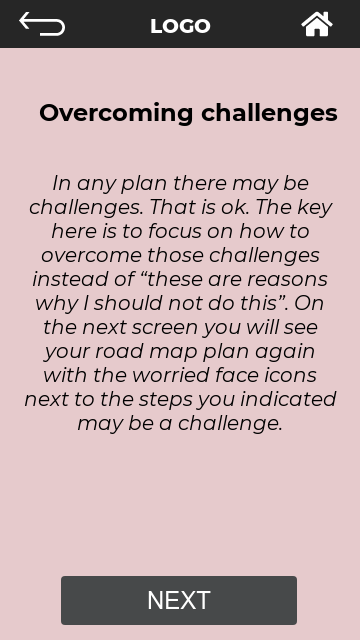 LOGO
Overcoming challenges
In any plan there may be
challenges. That is ok. The key
here is to focus on how to
overcome those challenges
instead of “these are reasons
why I should not do this”. On
the next screen you will see
your road map plan again
with the worried face icons
next to the steps you indicated
may be a challenge.
NEXT